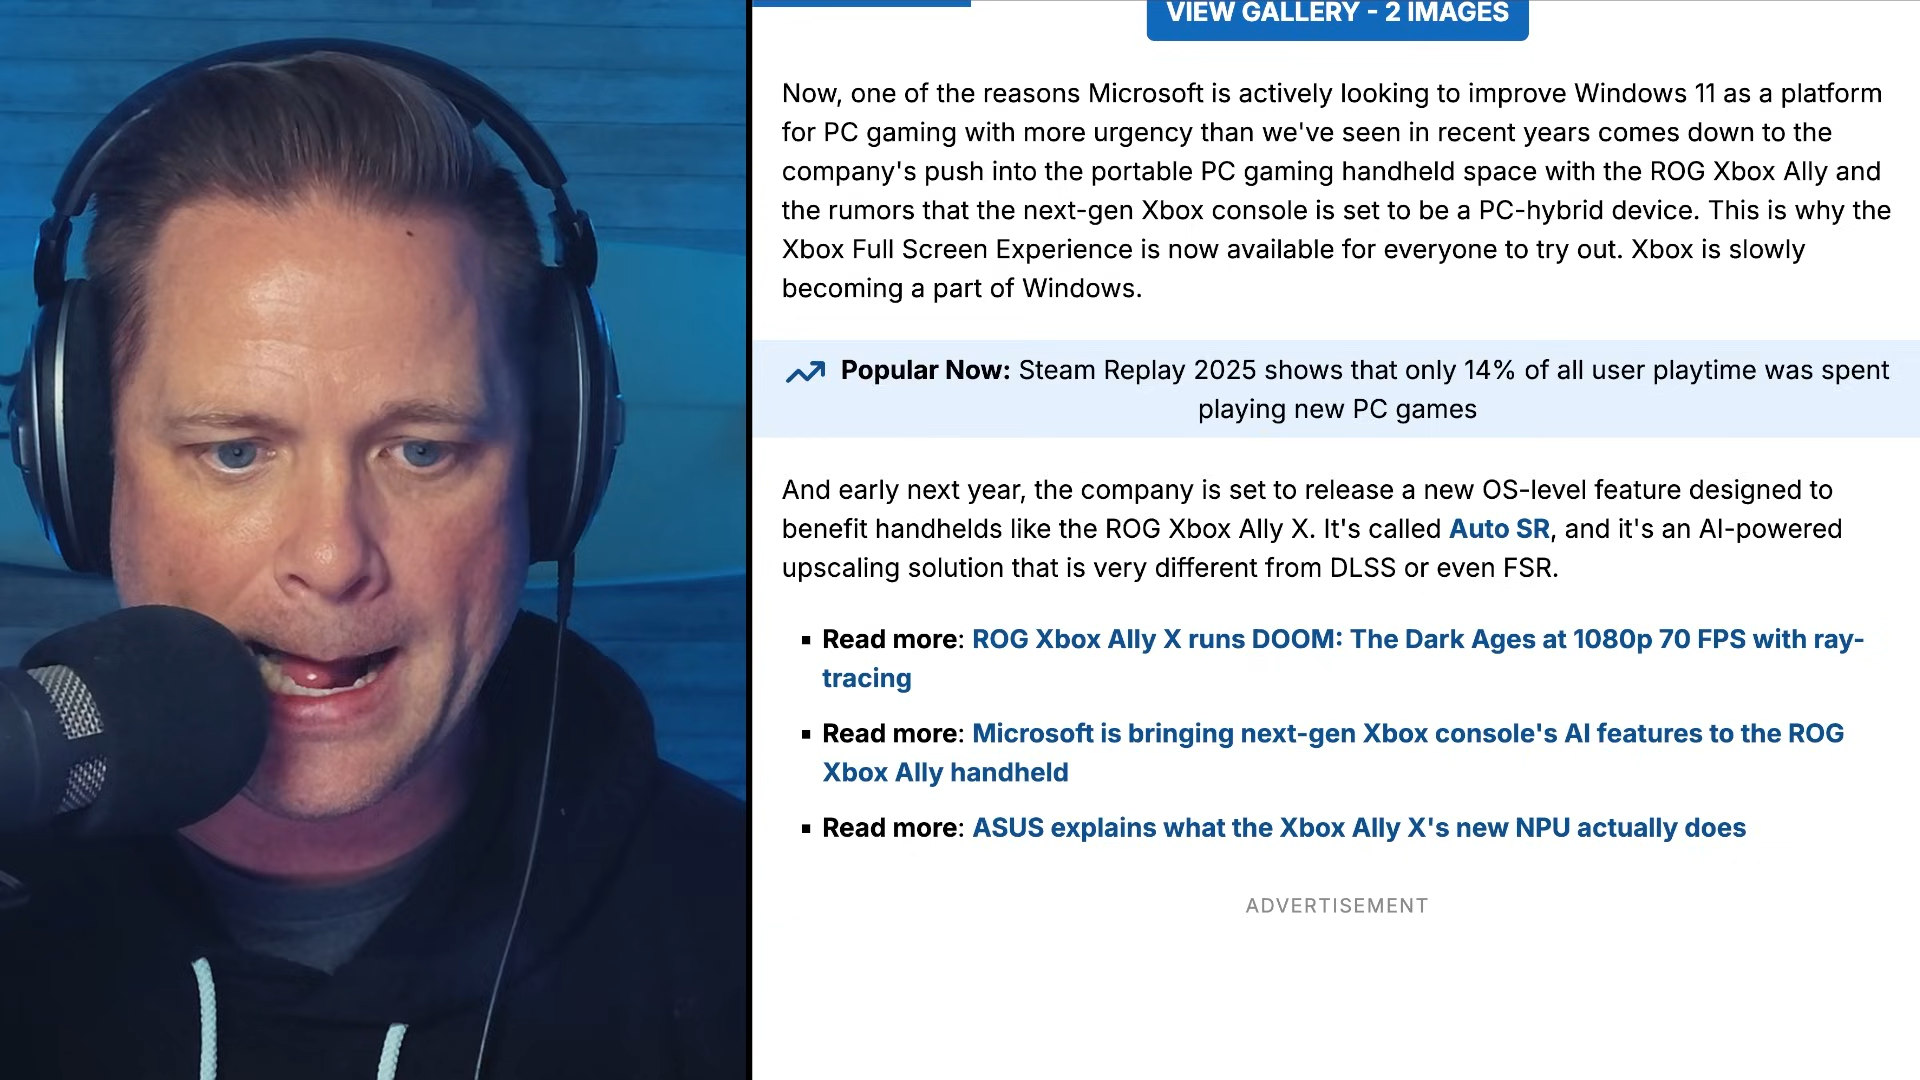 VIEW GALLERY - 2 IMAGES
Now, one of the reasons Microsoft is actively looking to improve Windows 11 as a platform
for PC gaming with more urgency than we've seen in recent years comes down to the
company's push into the portable PC gaming handheld space with the ROG Xbox Ally and
the rumors that the next-gen Xbox console is set to be a PC-hybrid device. This is why the
Xbox Full Screen Experience is now available for everyone to try out. Xbox is slowly
becoming a part of Windows.
Popular Now: Steam Replay 2025 shows that only 14% of all user playtime was spent
playing new PC games
And early next year, the company is set to release a new OS-level feature designed to
benefit handhelds like the ROG Xbox Ally X. It's called Auto SR, and it's an AI-powered
upscaling solution that is very different from DLSS or even FSR.
▪ Read more: ROG Xbox Ally X runs DOOM: The Dark Ages at 1080p 70 FPS with ray-
tracing
▪ Read more: Microsoft is bringing next-gen Xbox console's AI features to the ROG
Xbox Ally handheld
▪ Read more: ASUS explains what the Xbox Ally X's new NPU actually does
ADVERTISEMENT